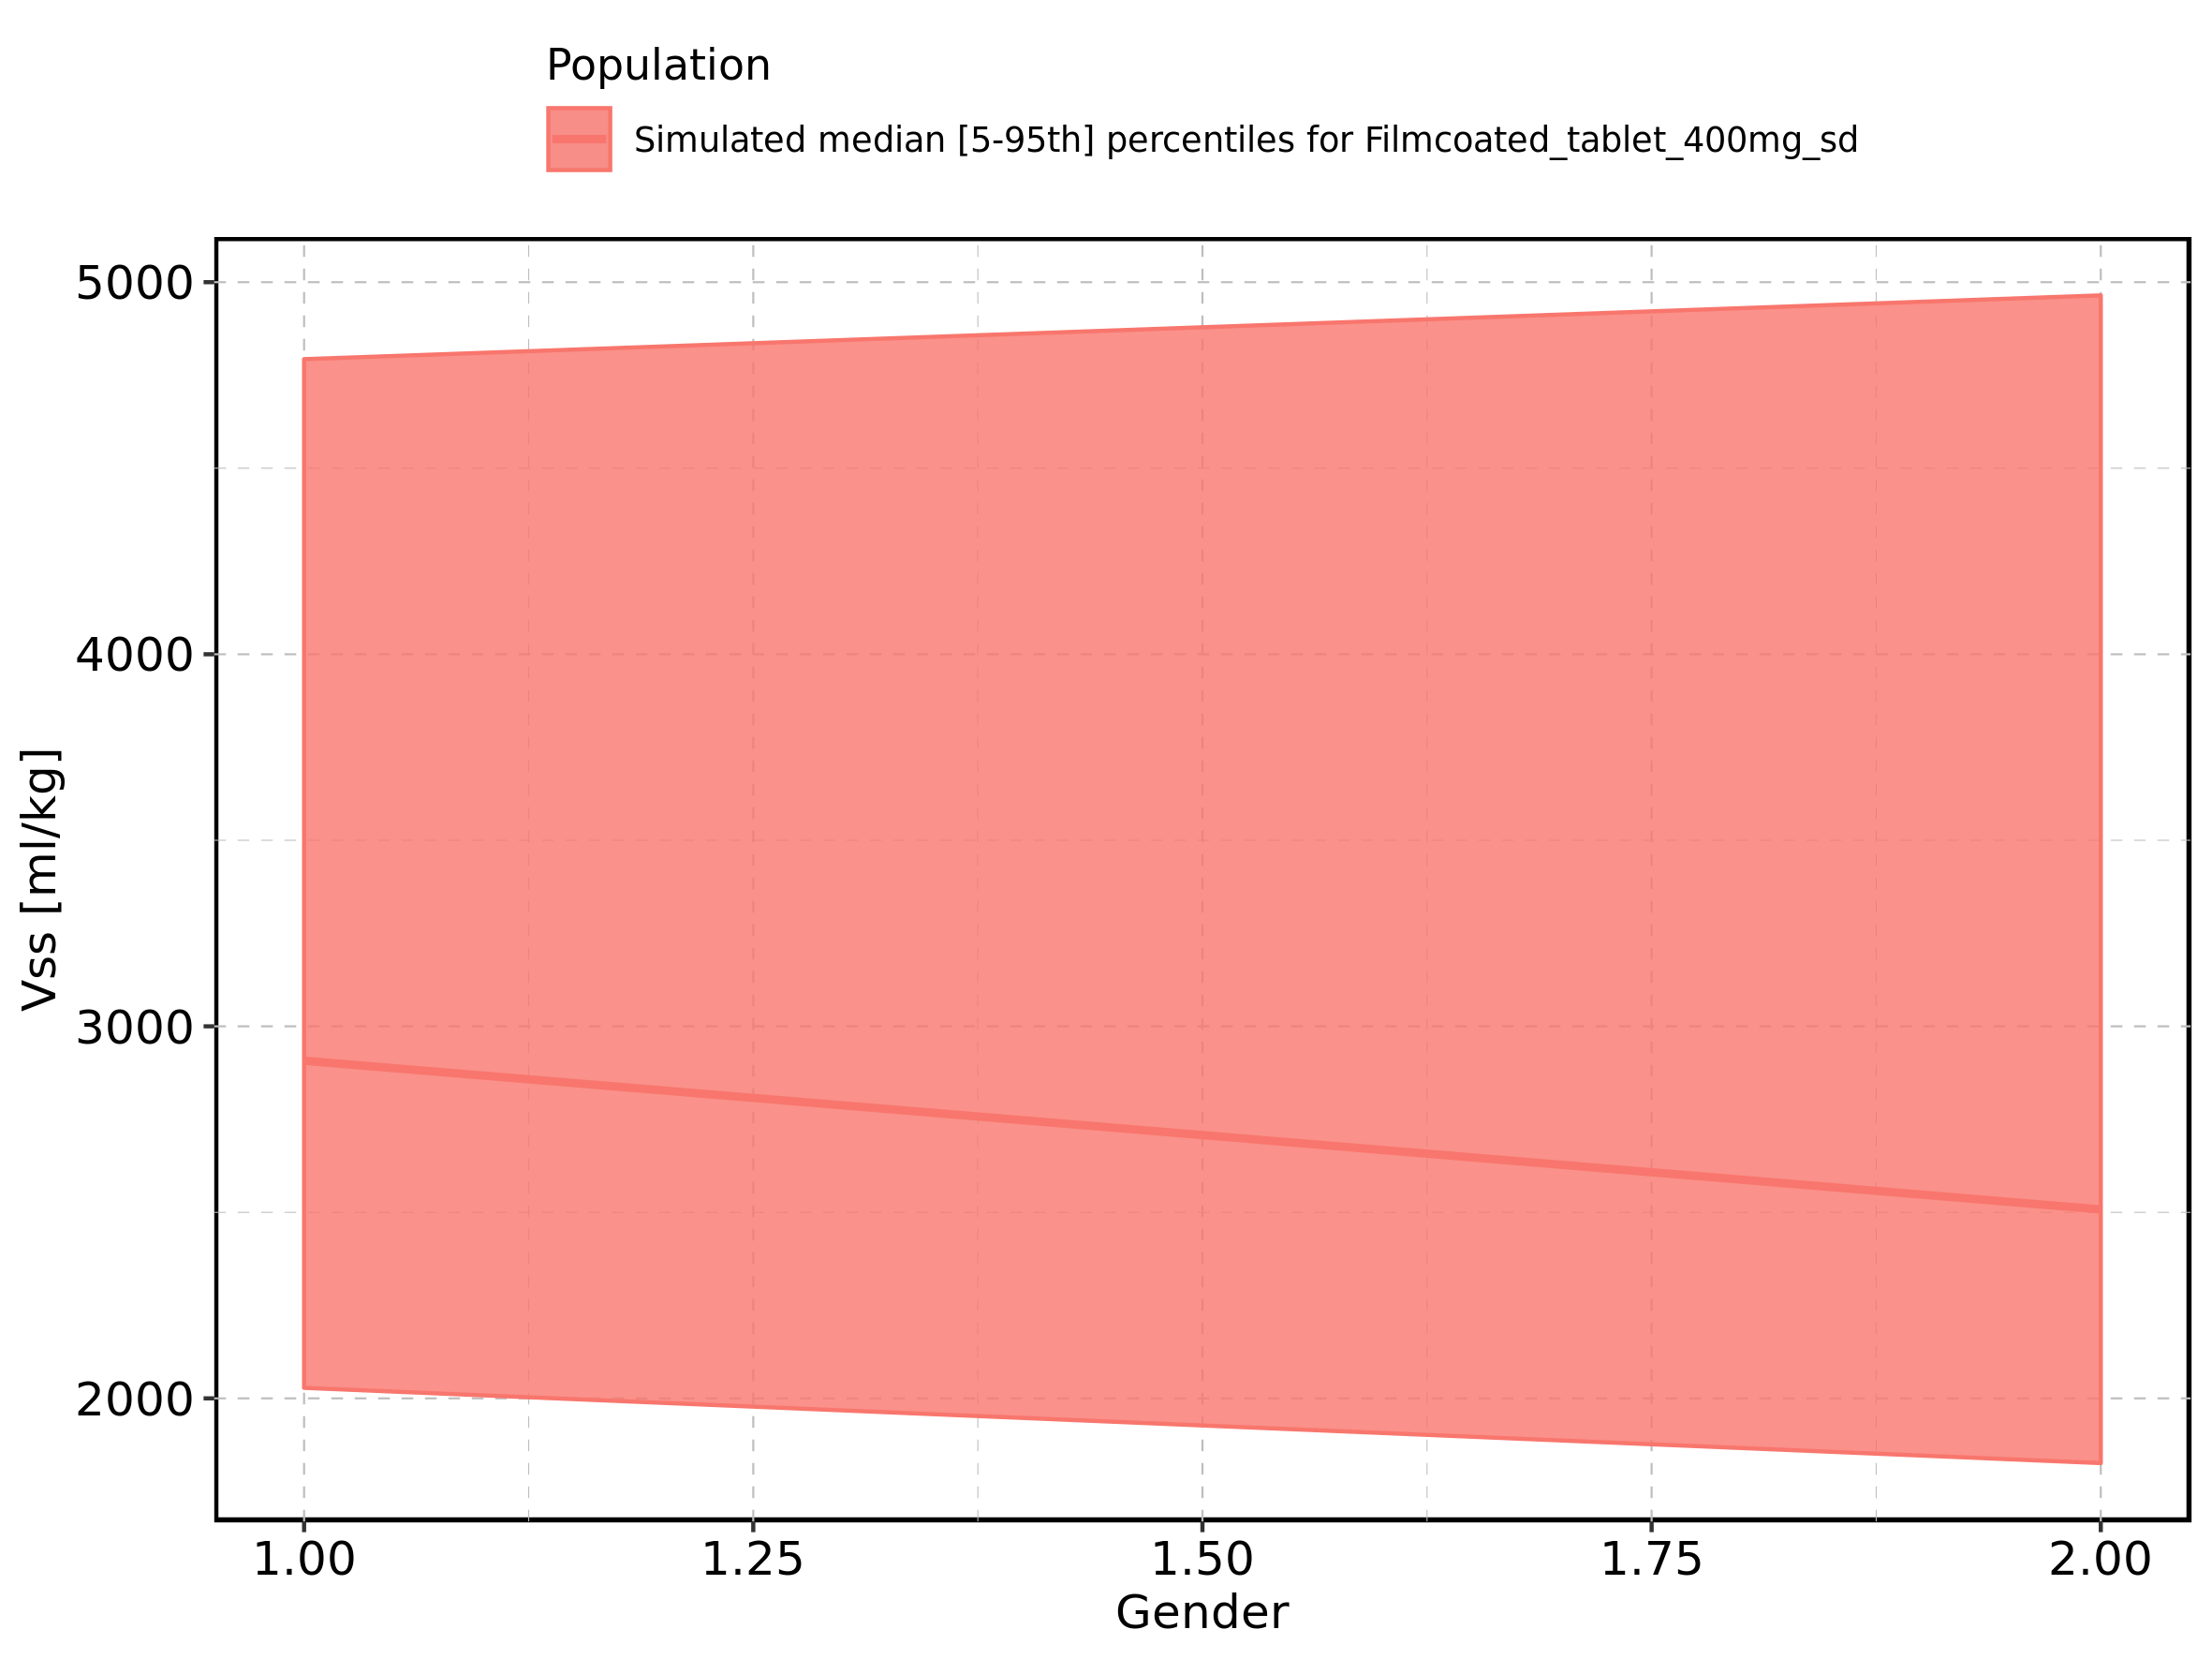 Population
Simulated median [5-95th] percentiles for Filmcoated_tablet_400mg_sd
5000
4000
3000
2000
Vss [ml/kg]
1.00 1.25 1.50 1.75 2.00
Gender